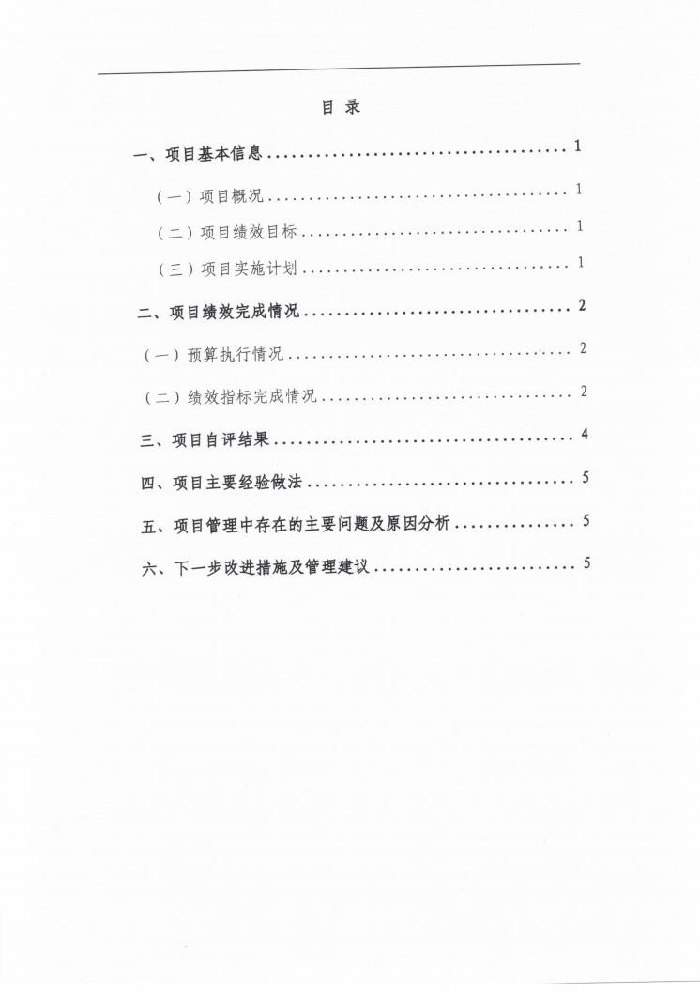 目 录
一、项目基本信息..................................... 1
（一）项目概况..................................... 1
（二）项目绩效目标................................. 1
（三）项目实施计划................................. 1
二、项目绩效完成情况................................. 2
（一）预算执行情况................................... 2
（二）绩效指标完成情况............................... 2
三、项目自评结果..................................... 4
四、项目主要经验做法................................. 5
五、项目管理中存在的主要问题及原因分析............... 5
六、下一步改进措施及管理建议......................... 5